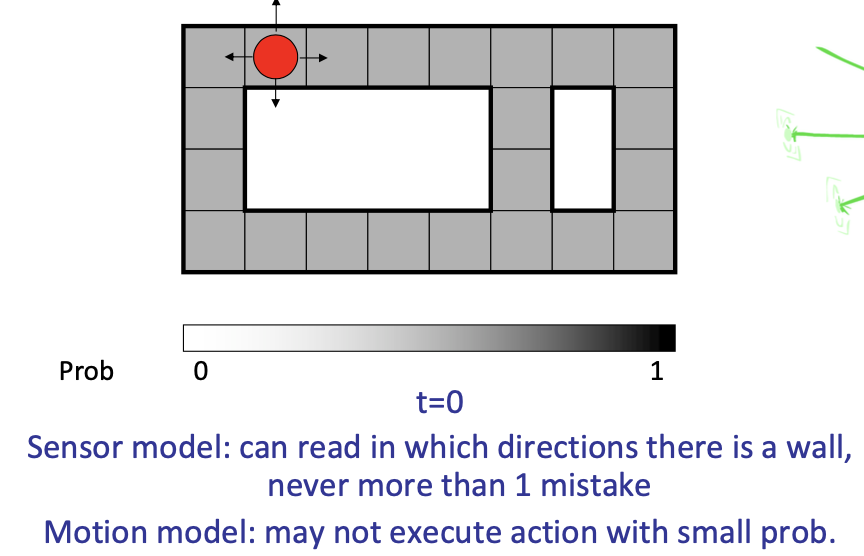 Prob
0
1
t=0
Sensor model: can read in which directions there is a wall,
never more than 1 mistake
Motion model: may not execute action with small prob.